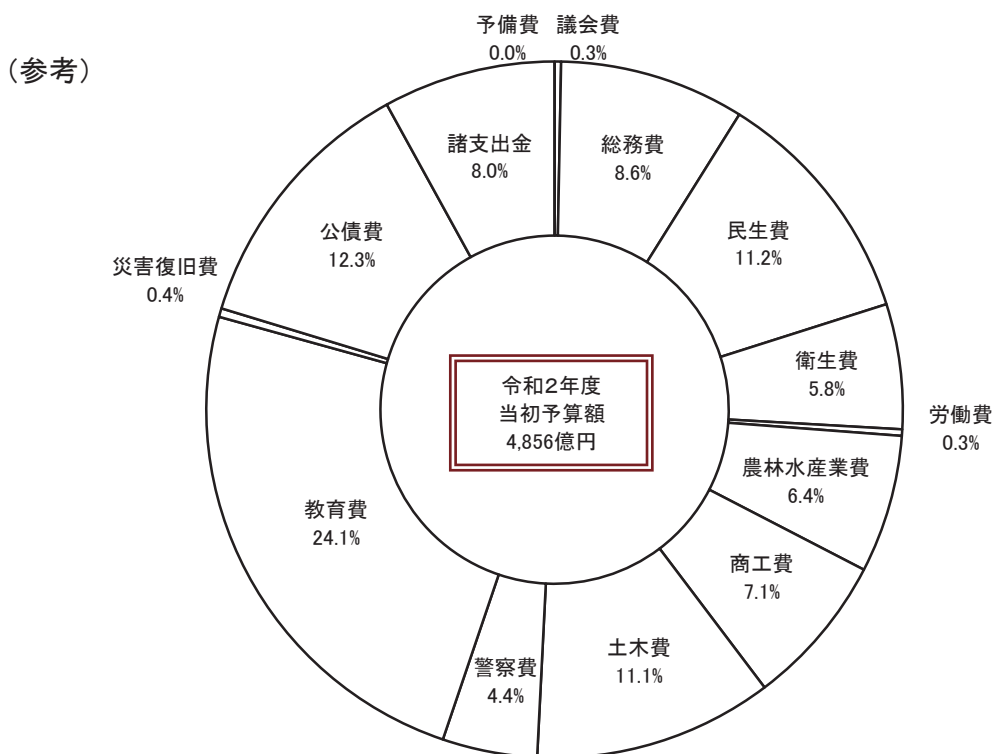 (参考)
予備費
0.0%
議会費
0.3%
総務費
8.6%
民生費
11.2%
衛生費
5.8%
労働費
0.3%
農林水産業費
6.4%
商工費
7.1%
土木費
11.1%
警察費
4.4%
教育費
24.1%
災害復旧費
0.4%
公債費
12.3%
諸支出金
8.0%
令和2年度
当初予算額
4,856億円